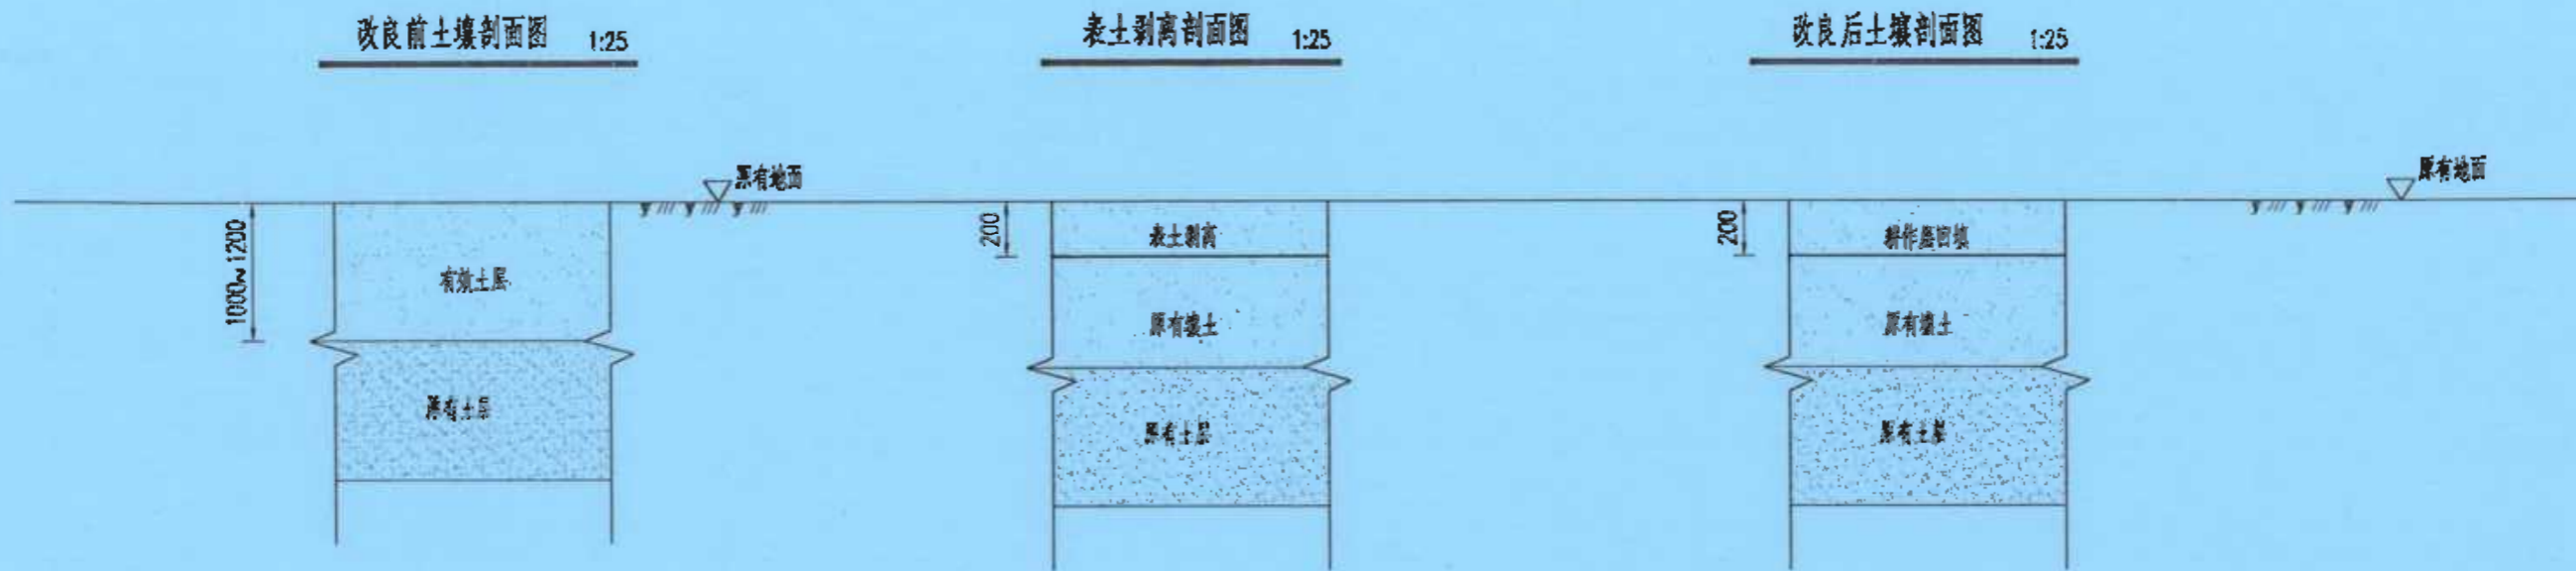 改良前土壤剖面图 1:25
表土剥离剖面图 1:25
改良后土壤剖面图 1:25
原有地面
原有地面
1000~1200
有效土层
原有土层
200
表土剥离
原有壤土
原有土层
200
耕作层回填
原有壤土
原有土层